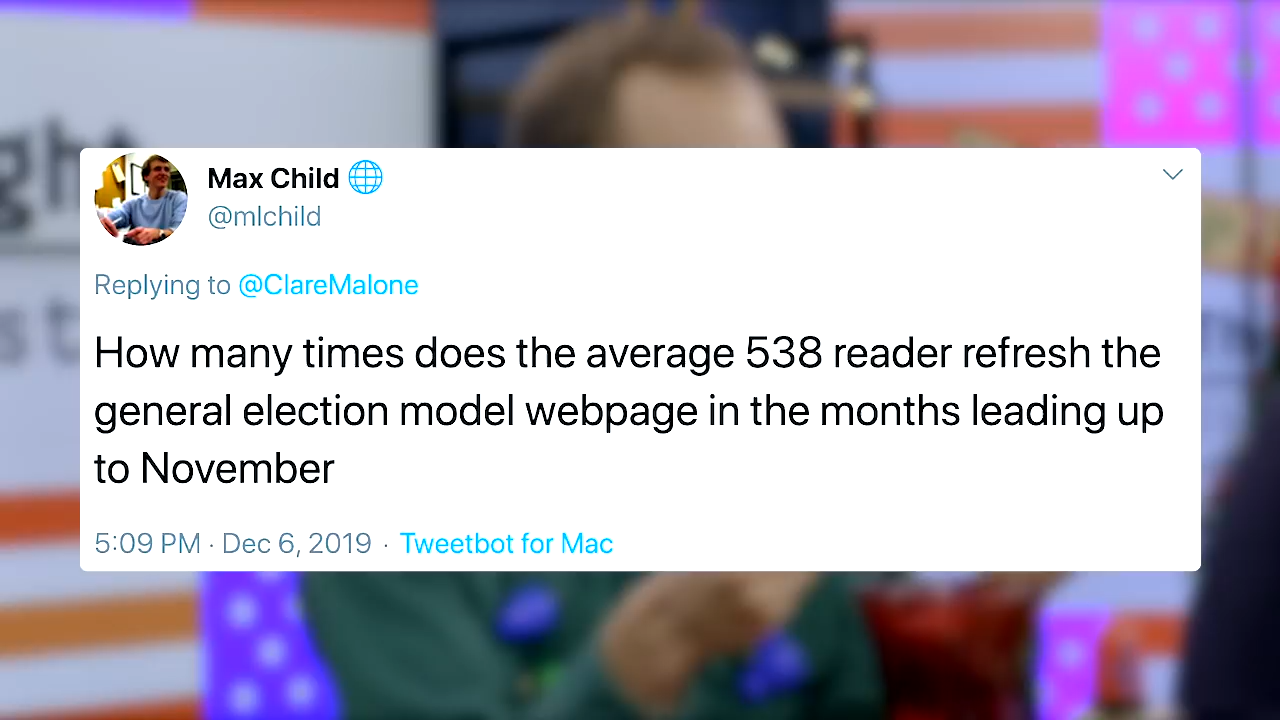 Max Child
@mlchild
Replying to @ClareMalone
How many times does the average 538 reader refresh the
general election model webpage in the months leading up
to November
5:09 PM · Dec 6, 2019 · Tweetbot for Mac